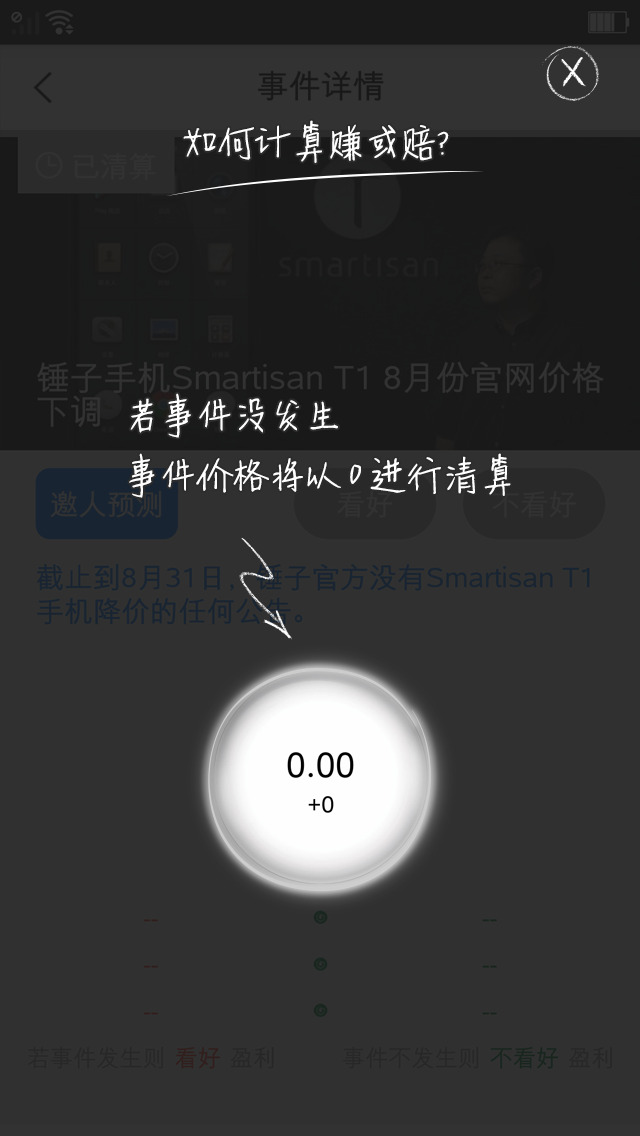 事件详情
如何计算赚或赔?
已清算
smartisan
锤子手机Smartisan T1 8月份官网价格
下调
若事件没发生
事件价格将以0进行清算
邀人预测
看好
不看好
截止到8月31日，锤子官方没有Smartisan T1
手机降价的任何公告。
0.00
+0
-- --
-- --
-- --
若事件发生则 看好 盈利
事件不发生则 不看好 盈利